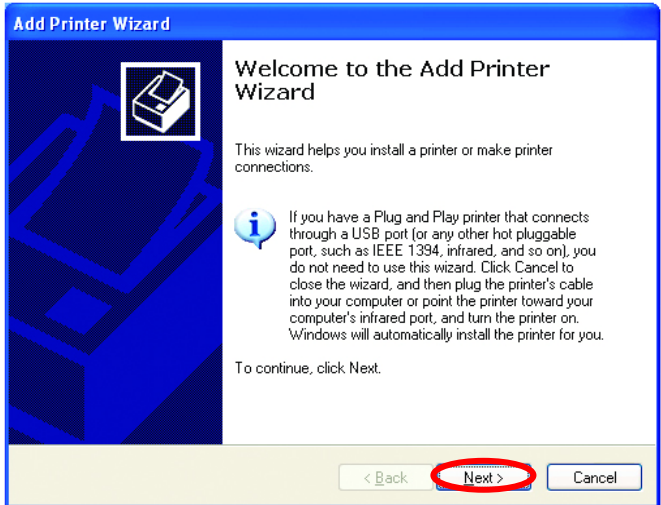 Add Printer Wizard
Welcome to the Add Printer
Wizard
This wizard helps you install a printer or make printer
connections.
If you have a Plug and Play printer that connects
through a USB port (or any other hot pluggable
port, such as IEEE 1394, infrared, and so on), you
do not need to use this wizard. Click Cancel to
close the wizard, and then plug the printer's cable
into your computer or point the printer toward your
computer's infrared port, and turn the printer on.
Windows will automatically install the printer for you.
To continue, click Next.
< Back
Next >
Cancel